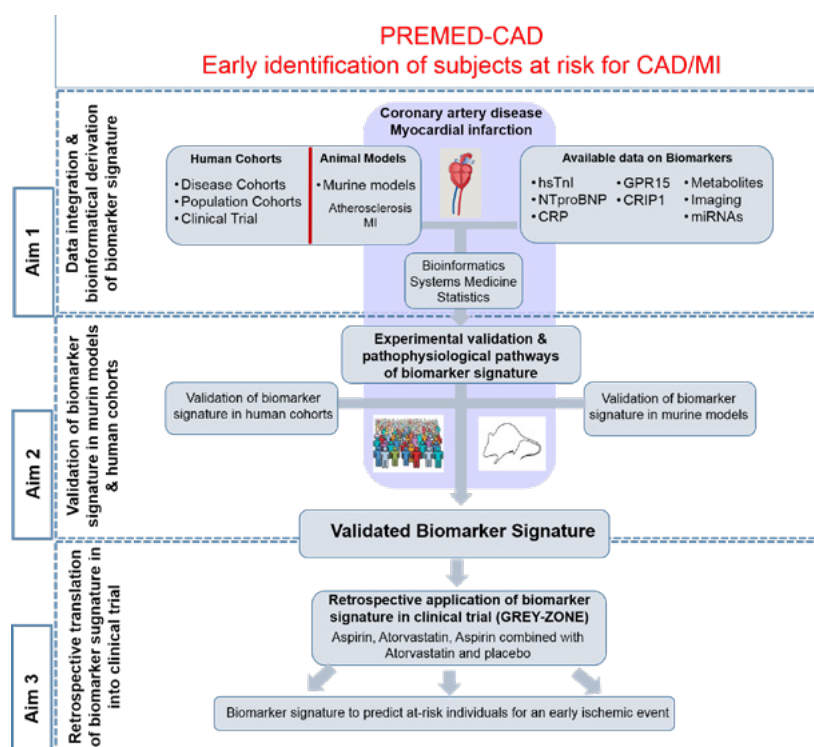 PREMED-CAD
Early identification of subjects at risk for CAD/MI
Aim 1
Data integration &
bioinformatical derivation
of biomarker signature
Coronary artery disease
Myocardial infarction
Human Cohorts
• Disease Cohorts
• Population Cohorts
• Clinical Trial
Animal Models
• Murine models
Atherosclerosis
MI
Available data on Biomarkers
• hsTnI
• NTproBNP
• CRP
• GPR15
• CRIP1
• Metabolites
• Imaging
• miRNAs
Bioinformatics
Systems Medicine
Statistics
Aim 2
Validation of biomarker
signature in murin models
& human cohorts
Experimental validation &
pathophysiological pathways
of biomarker signature
Validation of biomarker
signature in human cohorts
Validation of biomarker
signature in murine models
Validated Biomarker Signature
Aim 3
Retrospective translation
of biomarker sugnature in
into clinical trial
Retrospective application of biomarker
signature in clinical trial (GREY-ZONE)
Aspirin, Atorvastatin, Aspirin combined with
Atorvastatin and placebo
Biomarker signature to predict at-risk individuals for an early ischemic event